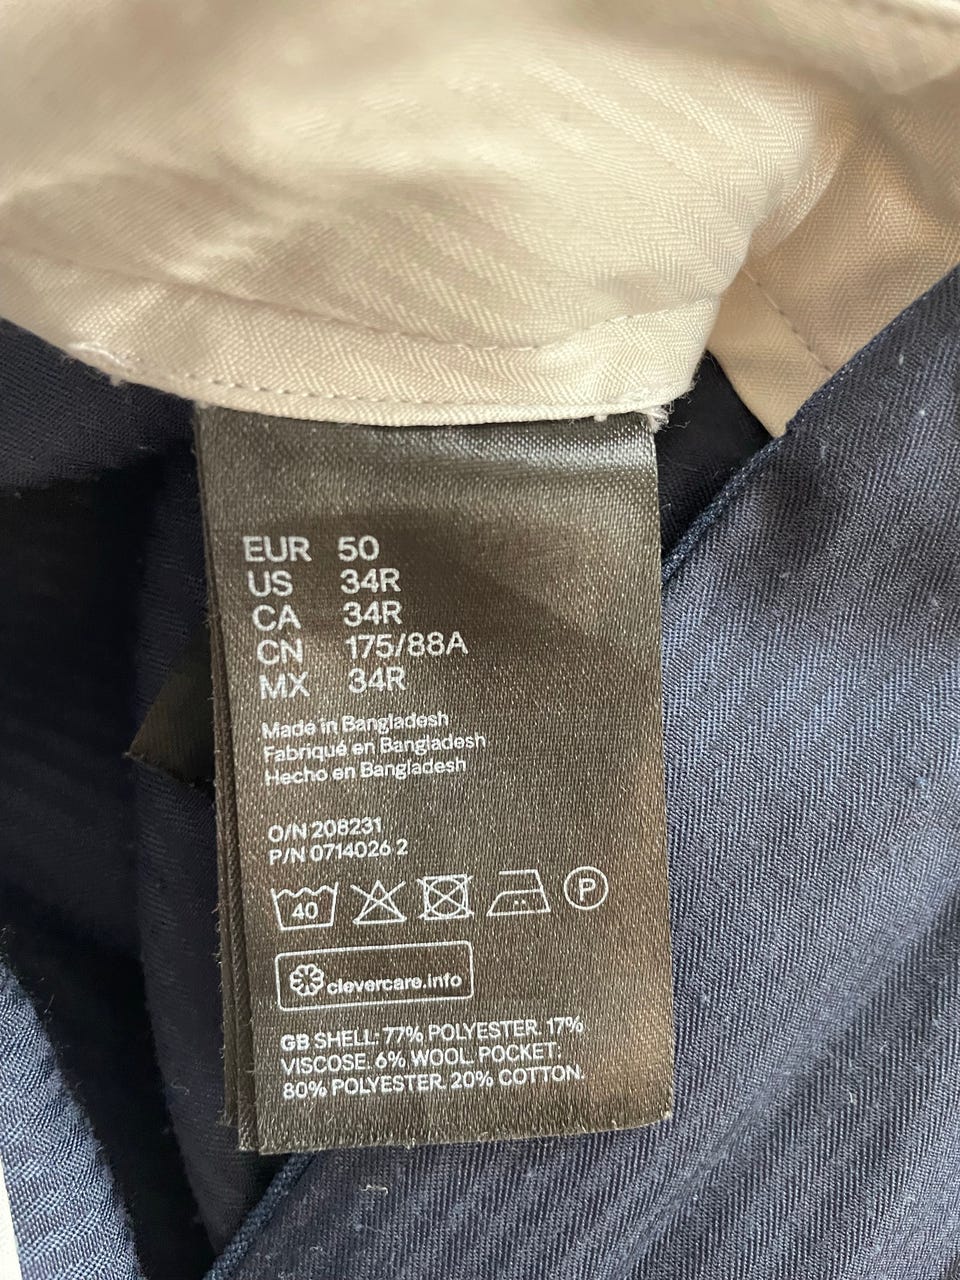 EUR 50
US 34R
CA 34R
CN 175/88A
MX 34R
Made in Bangladesh
Fabriqué en Bangladesh
Hecho en Bangladesh
O/N 208231
P/N 0714026 2
40 P
clevercare.info
GB SHELL: 77% POLYESTER. 17%
VISCOSE. 6% WOOL. POCKET:
80% POLYESTER. 20% COTTON.